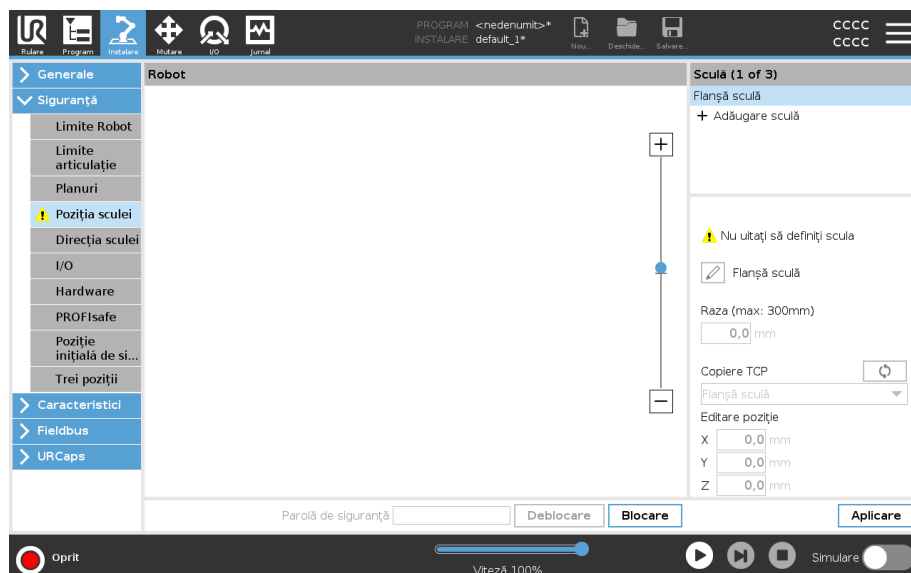 PROGRAM <nedenumit>*
INSTALARE default_1*
CCCC
CCCC
Rulare Program Instalare Mutare I/O Jurnal Nou... Deschide... Salvare...
Generale
Siguranță
Limite Robot
Limite
articulație
Planuri
Poziția sculei
Direcția sculei
I/O
Hardware
PROFIsafe
Poziție
inițială de si...
Trei poziții
Caracteristici
Fieldbus
URCaps
Robot
Sculă (1 of 3)
Flanșă sculă
+ Adăugare sculă
Nu uitați să definiți scula
Flanșă sculă
Raza (max: 300mm)
0,0 mm
Copiere TCP
Flanșă sculă
Editare poziție
X 0,0 mm
Y 0,0 mm
Z 0,0 mm
Parolă de siguranță Deblocare Blocare Aplicare
Oprit
Viteză 100%
Simulare